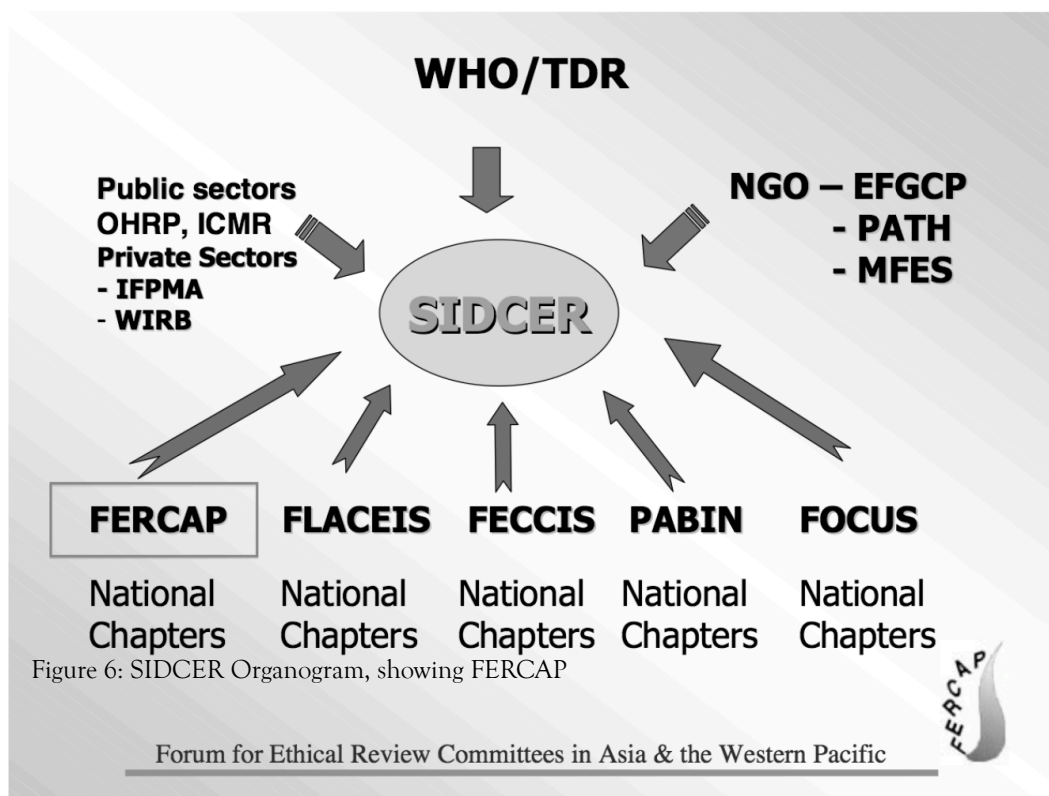 WHO/TDR
Public sectors
OHRP, ICMR
Private Sectors
- IFPMA
- WIRB
NGO – EFGCP
- PATH
- MFES
SIDCER
FERCAP FLACEIS FECCIS PABIN FOCUS
National National National National National
Chapters Chapters Chapters Chapters Chapters
Figure 6: SIDCER Organogram, showing FERCAP
FERCAP
Forum for Ethical Review Committees in Asia & the Western Pacific